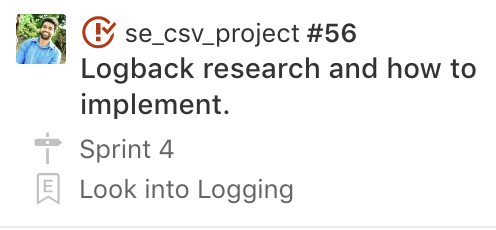 se_csv_project #56
Logback research and how to
implement.
Sprint 4
E
Look into Logging